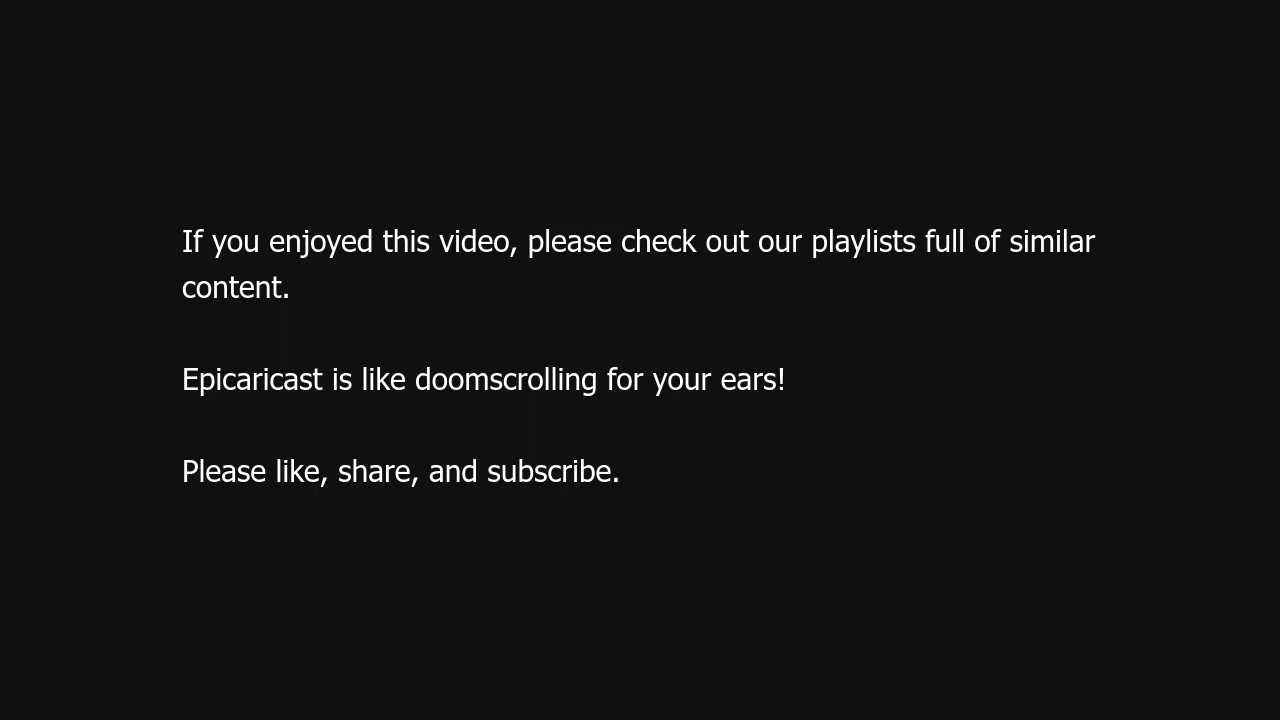 If you enjoyed this video, please check out our playlists full of similar
content.
Epicaricast is like doomscrolling for your ears!
Please like, share, and subscribe.